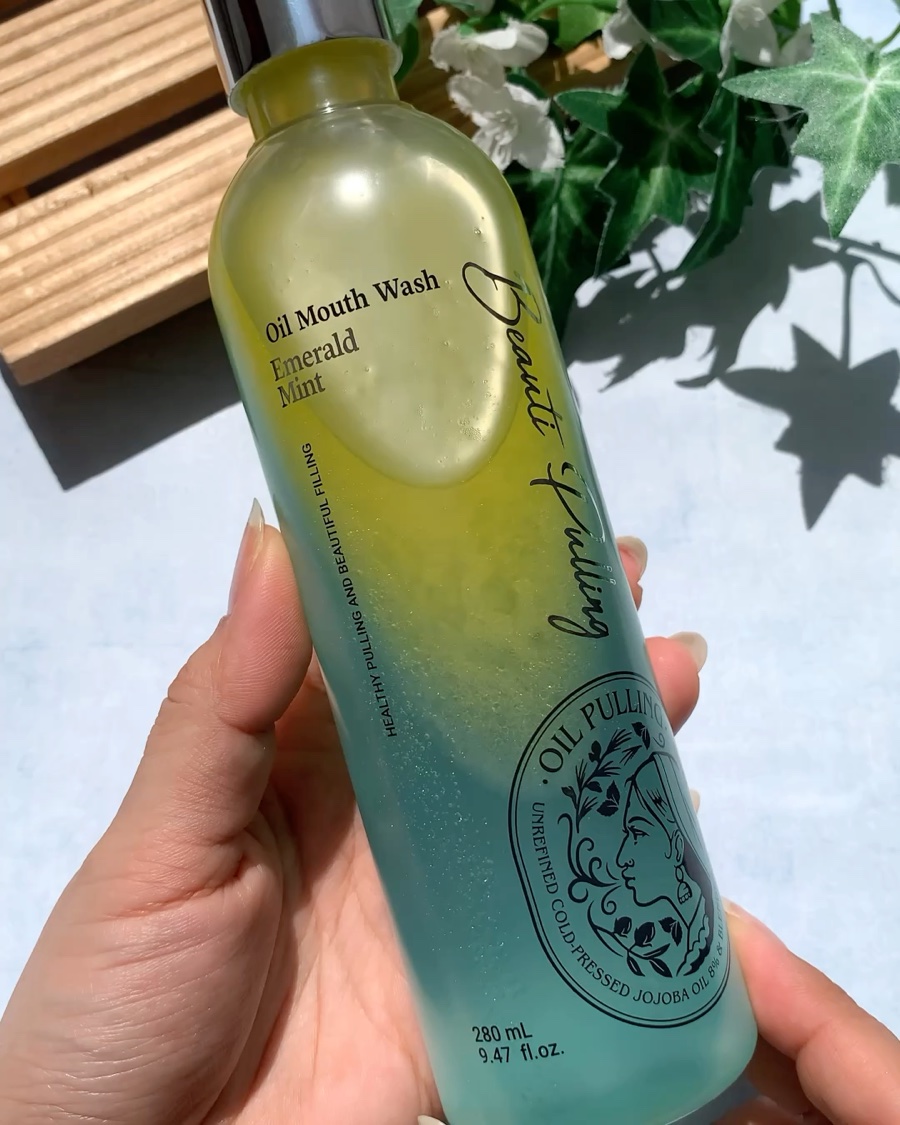 Oil Mouth Wash
Emerald
Mint
Beauti Pulling
HEALTHY PULLING AND BEAUTIFUL FILLING
OIL PULLING
UNREFINED COLD-PRESSED JOJOBA OIL 8% &
280 mL
9.47 fl.oz.